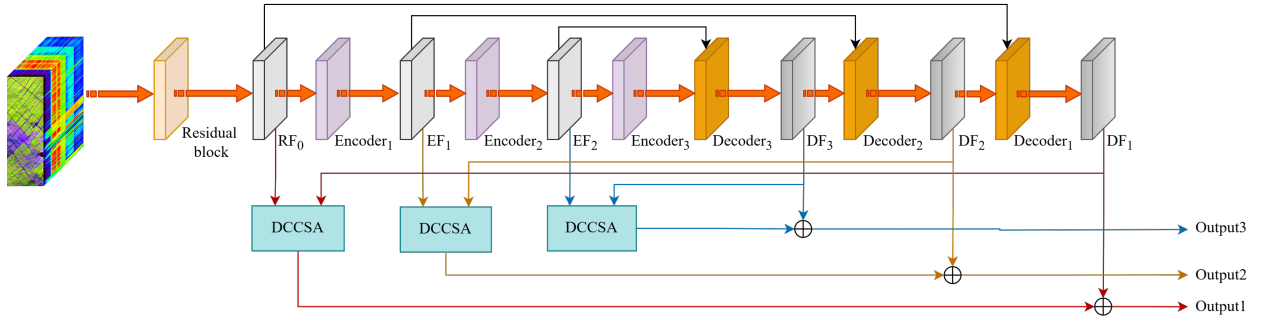 Residual
block
RF0
Encoder1
EF1
Encoder2
EF2
Encoder3
Decoder3
DF3
Decoder2
DF2
Decoder1
DF1
DCCSA
DCCSA
DCCSA
Output3
Output2
Output1